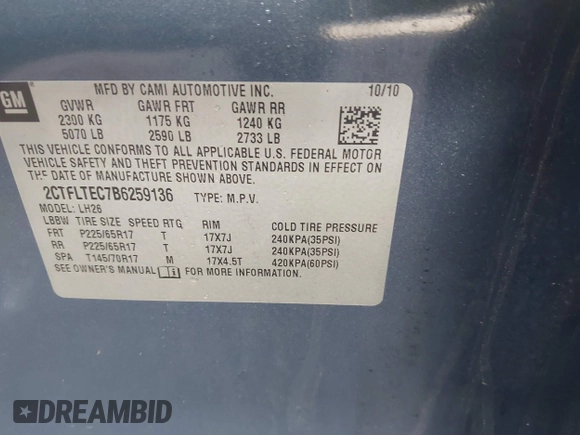 GM
MFD BY CAMI AUTOMOTIVE INC. 10/10
GVWR GAWR FRT GAWR RR
2300 KG 1175 KG 1240 KG
5070 LB 2590 LB 2733 LB
THIS VEHICLE CONFORMS TO ALL APPLICABLE U.S. FEDERAL MOTOR
VEHICLE SAFETY AND THEFT PREVENTION STANDARDS IN EFFECT ON
THE DATE OF MANUFACTURE SHOWN ABOVE.
2CTFLTEC7B6259136 TYPE: M.P.V.
MODEL: LH26
LBBW TIRE SIZE SPEED RTG RIM COLD TIRE PRESSURE
FRT P225/65R17 T 17X7J 240KPA(35PSI)
RR P225/65R17 T 17X7J 240KPA(35PSI)
SPA T145/70R17 M 17X4.5T 420KPA(60PSI)
SEE OWNER'S MANUAL i FOR MORE INFORMATION.
DREAMBID